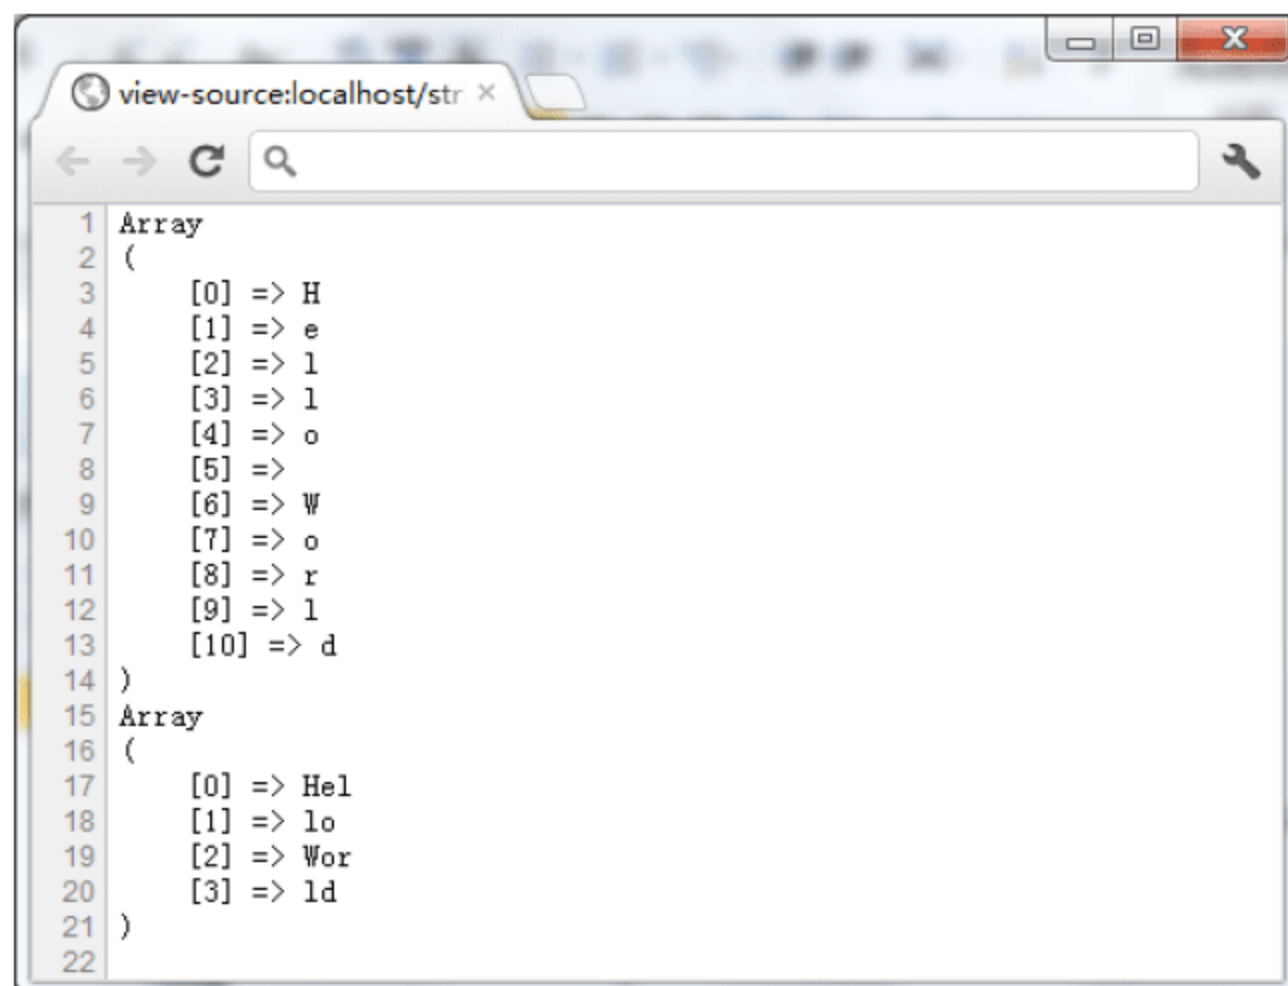 view-source:localhost/str
1 Array
2 (
3     [0] => H
4     [1] => e
5     [2] => l
6     [3] => l
7     [4] => o
8     [5] =>
9     [6] => W
10     [7] => o
11     [8] => r
12     [9] => l
13     [10] => d
14 )
15 Array
16 (
17     [0] => Hel
18     [1] => lo
19     [2] => Wor
20     [3] => ld
21 )
22